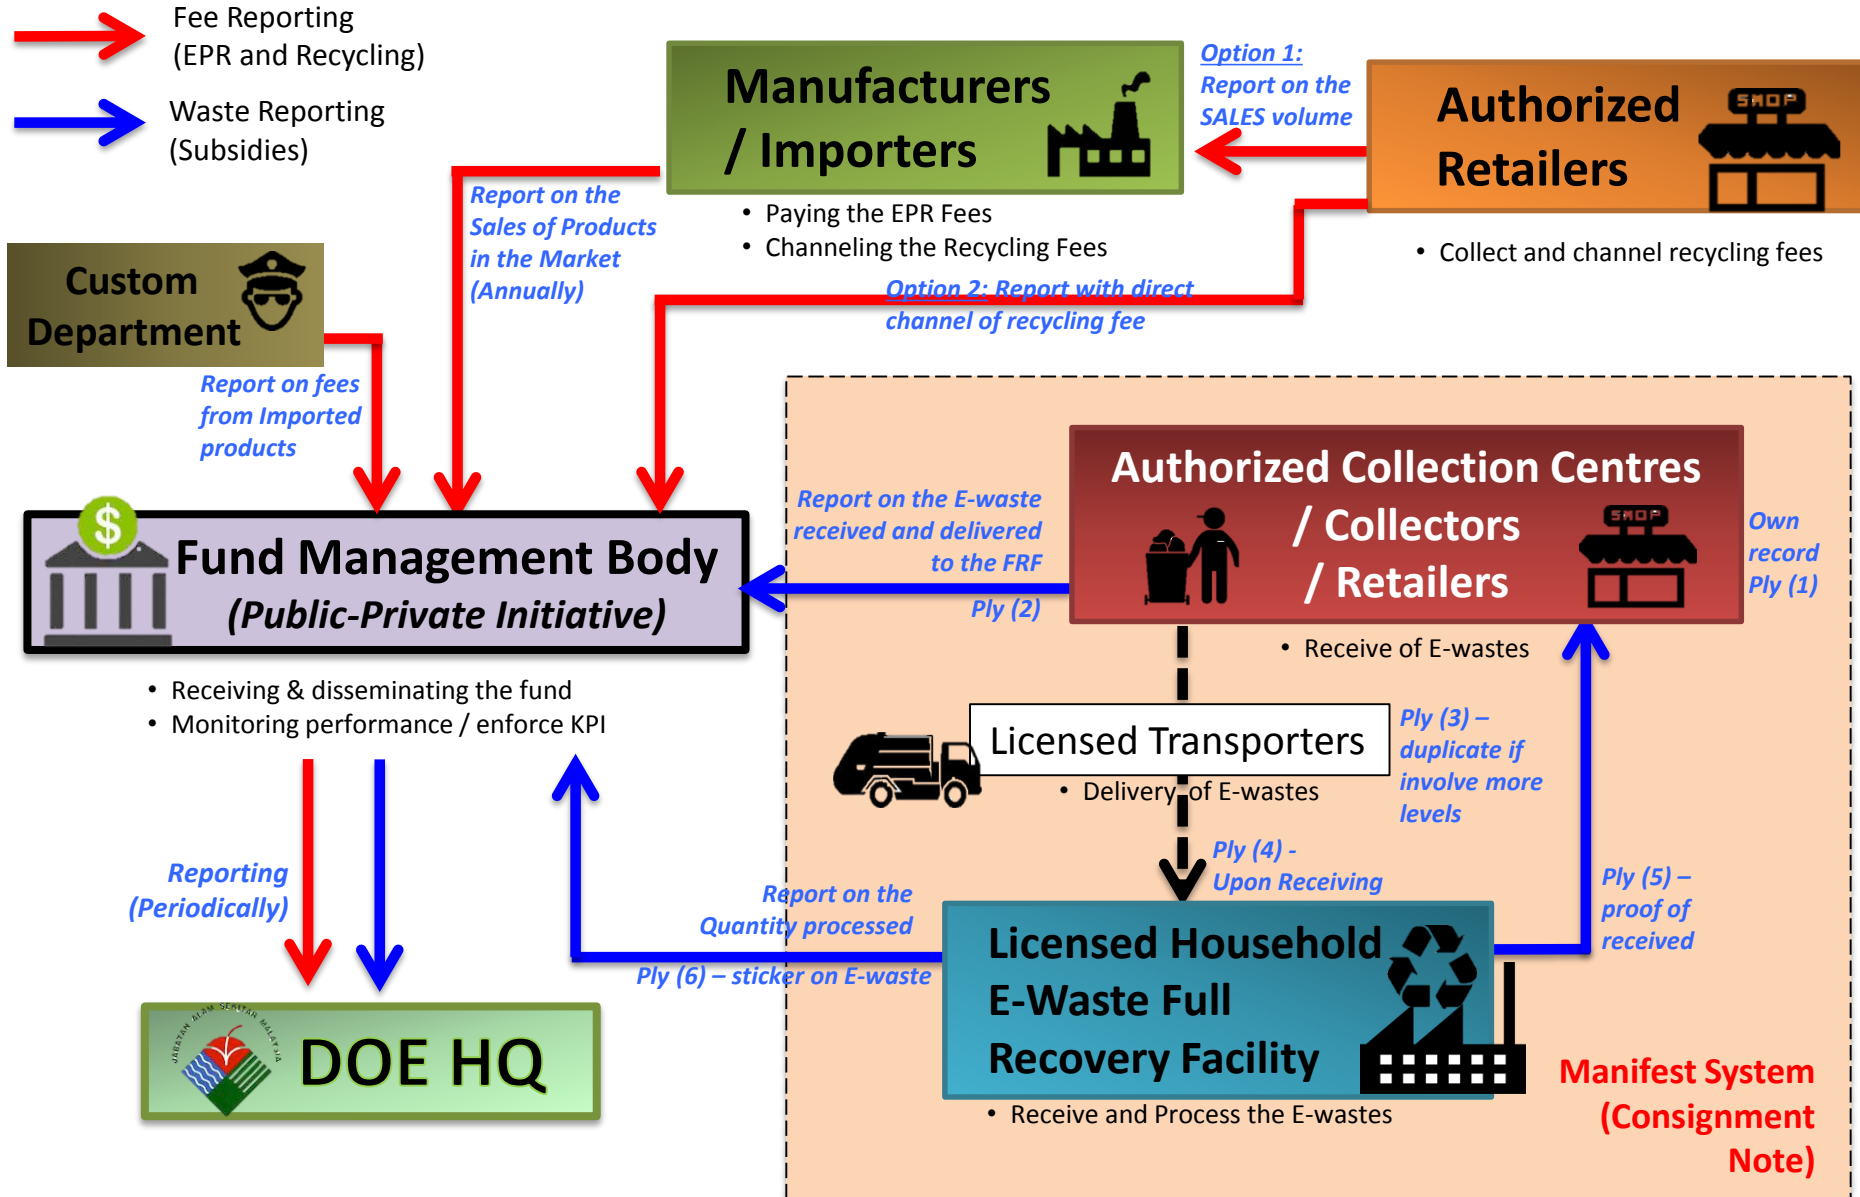 Fee Reporting
(EPR and Recycling)
Waste Reporting
(Subsidies)
Manufacturers
/ Importers
• Paying the EPR Fees
• Channeling the Recycling Fees
Option 1:
Report on the
SALES volume
SHOP
Authorized
Retailers
• Collect and channel recycling fees
Report on the
Sales of Products
in the Market
(Annually)
Option 2: Report with direct
channel of recycling fee
Custom
Department
Report on fees
from Imported
products
$
Fund Management Body
(Public-Private Initiative)
• Receiving & disseminating the fund
• Monitoring performance / enforce KPI
Report on the E-waste
received and delivered
to the FRF
Ply (2)
Authorized Collection Centres
/ Collectors
/ Retailers
SHOP
• Receive of E-wastes
Own
record
Ply (1)
Licensed Transporters
• Delivery of E-wastes
Ply (3) –
duplicate if
involve more
levels
Ply (4) -
Upon Receiving
Ply (5) –
proof of
received
Reporting
(Periodically)
Report on the
Quantity processed
Ply (6) – sticker on E-waste
Licensed Household
E-Waste Full
Recovery Facility
• Receive and Process the E-wastes
JABATAN ALAM SEKITAR MALAYSIA
DOE HQ
Manifest System
(Consignment
Note)